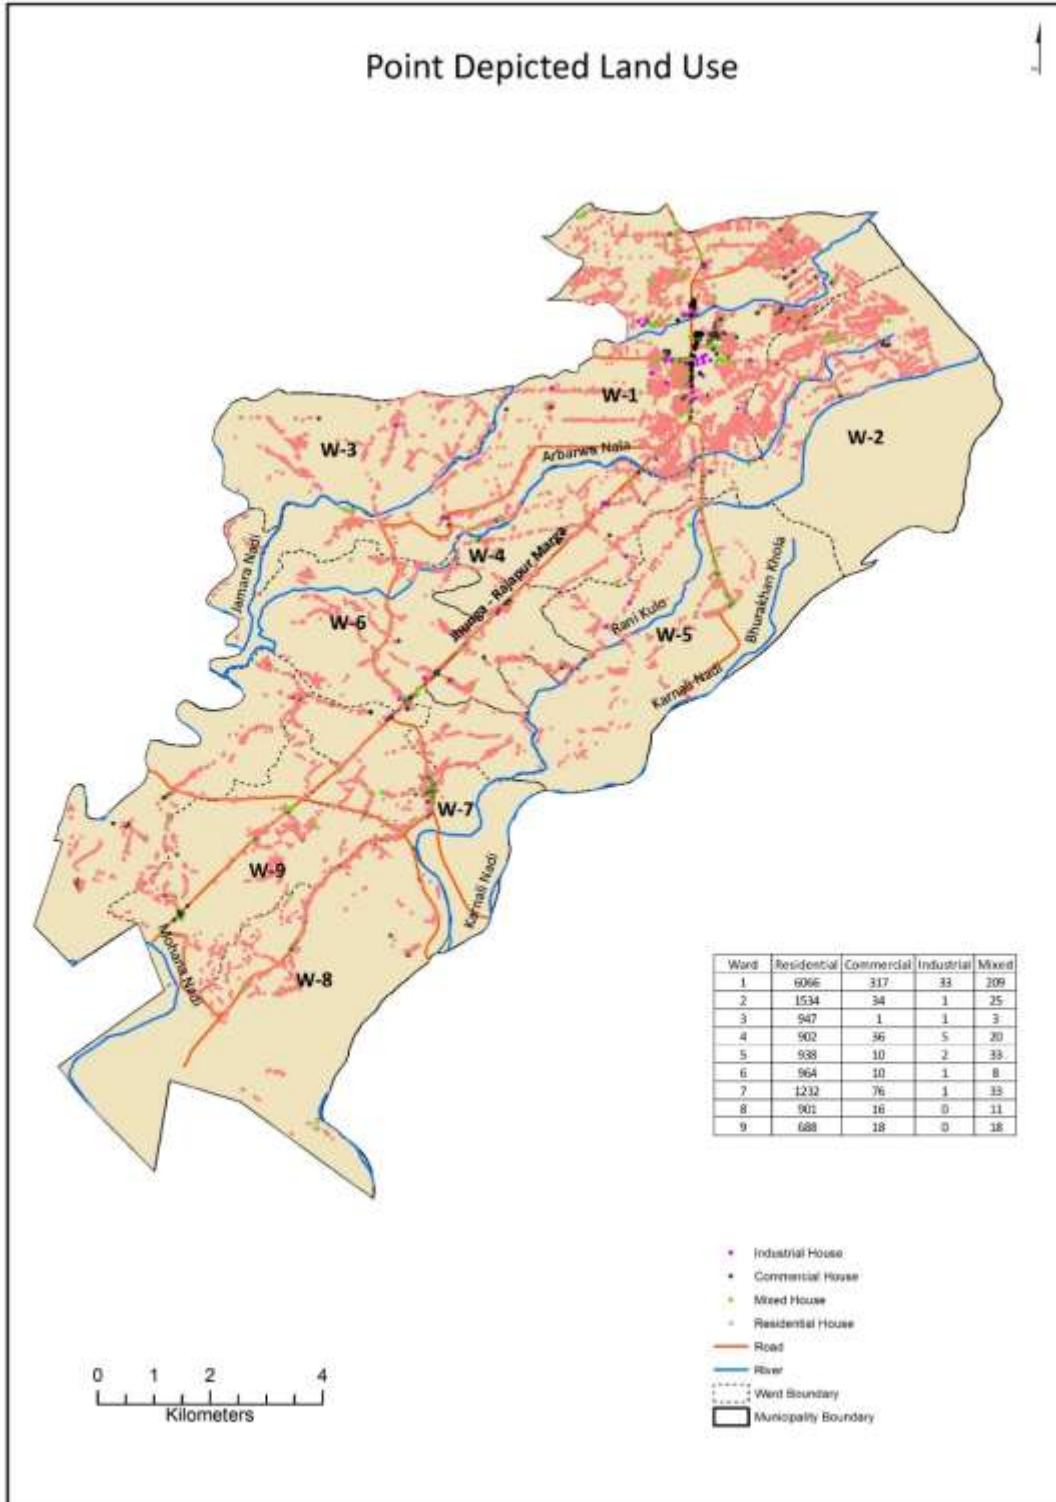 Point Depicted Land Use
W-1
W-2
W-3
Arbarwa Nala
W-4
Jamara Nadi
Jhunga - Rajapur Marga
Bhurakhan Khola
W-6
Rani Kulo
W-5
Karnali Nadi
W-7
W-9
Karnali Nadi
Mohana Nadi
W-8
Ward Residential Commercial Industrial Mixed
1 6066 317 33 209
2 1534 34 1 25
3 947 1 1 3
4 902 36 5 20
5 938 10 2 33
6 964 10 1 8
7 1232 76 1 33
8 901 16 0 11
9 688 18 0 18
Industrial House
Commercial House
Mixed House
Residential House
Road
River
Ward Boundary
Municipality Boundary
0 1 2 4
Kilometers